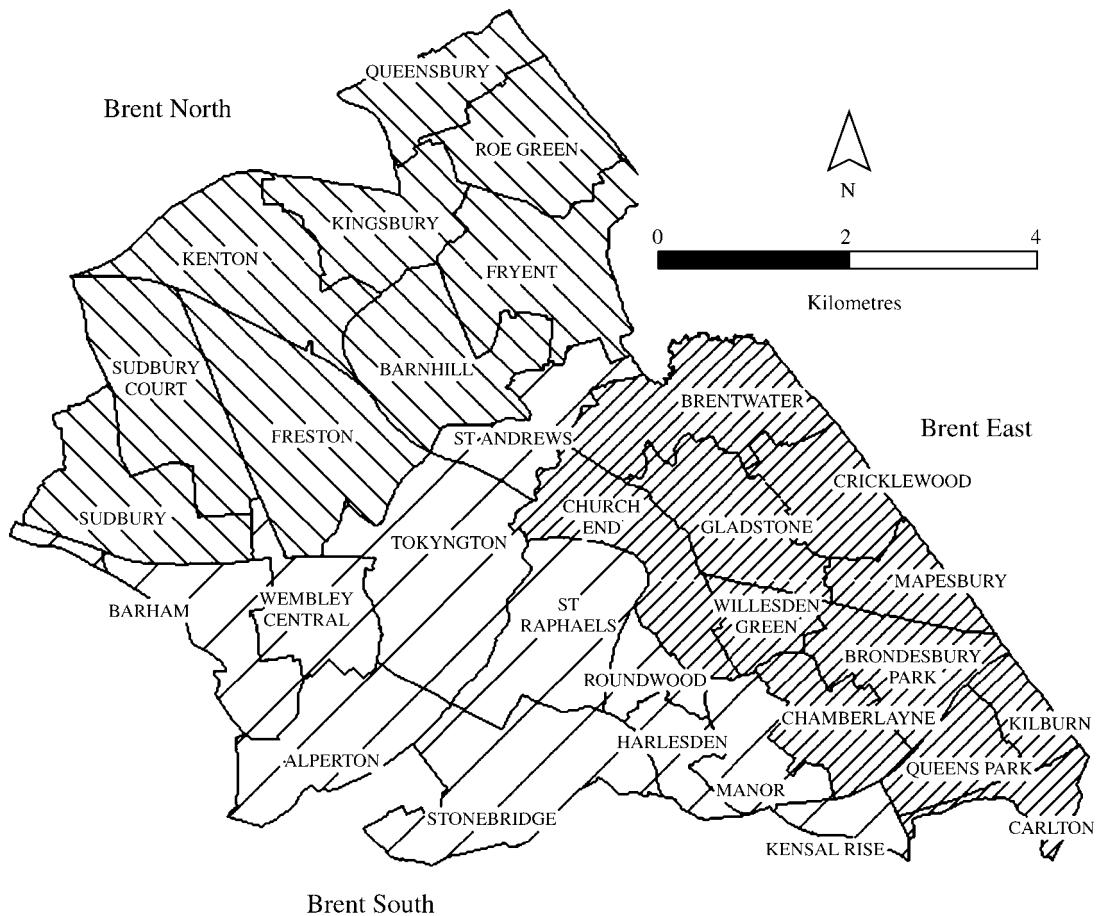 QUEENSBURY
Brent North
ROE GREEN
N
KINGSBURY
0 2 4
KENTON
FRYENT
Kilometres
SUDBURY
COURT
BARNHILL
BRENTWATER
FRESTON
ST ANDREWS
Brent East
CRICKLEWOOD
SUDBURY
CHURCH
END
GLADSTONE
TOKYNGTON
MAPESBURY
BARHAM
WEMBLEY
CENTRAL
ST
RAPHAELS
WILLESDEN
GREEN
BRONDESBURY
PARK
ROUNDWOOD
CHAMBERLAYNE
KILBURN
HARLESDEN
ALPERTON
QUEENS PARK
MANOR
STONEBRIDGE
CARLTON
KENSAL RISE
Brent South